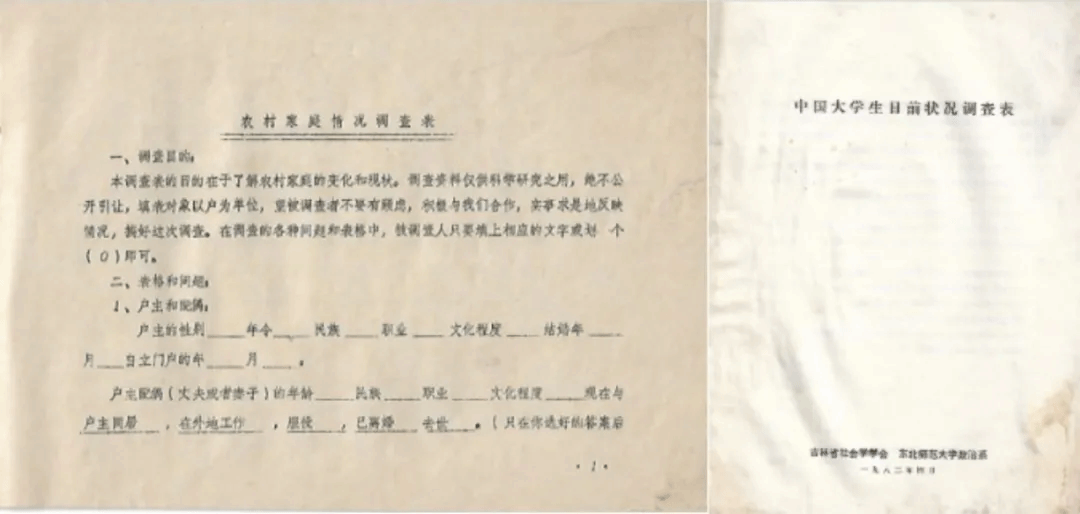 农村家庭情况调查表
一、调查目的：
本调查表的目的在于了解农村家庭的变化和现状。调查资料仅供科学研究之用，绝不公
开引让，填表对象以户为单位，望被调查者不要有顾虑，积极与我们合作，实事求是地反映
情况，搞好这次调查。在调查的各种问题和表格中，被调查人只要填上相应的文字或划 个
（O）即可。
二、表格和问题：
1、户主和配偶：
户主的性别____年令____民族____职业____文化程度____结婚年____
月____自立门户的年____月____。
户主配偶（丈夫或者妻子）的年龄____民族____职业____文化程度____现在与
户主同居____，在外地工作____，服役____，已离婚____去世____。（只在你选好的答案后
·1·
中国大学生目前状况调查表
吉林省社会学学会 东北师范大学政治系
一九八二年四月